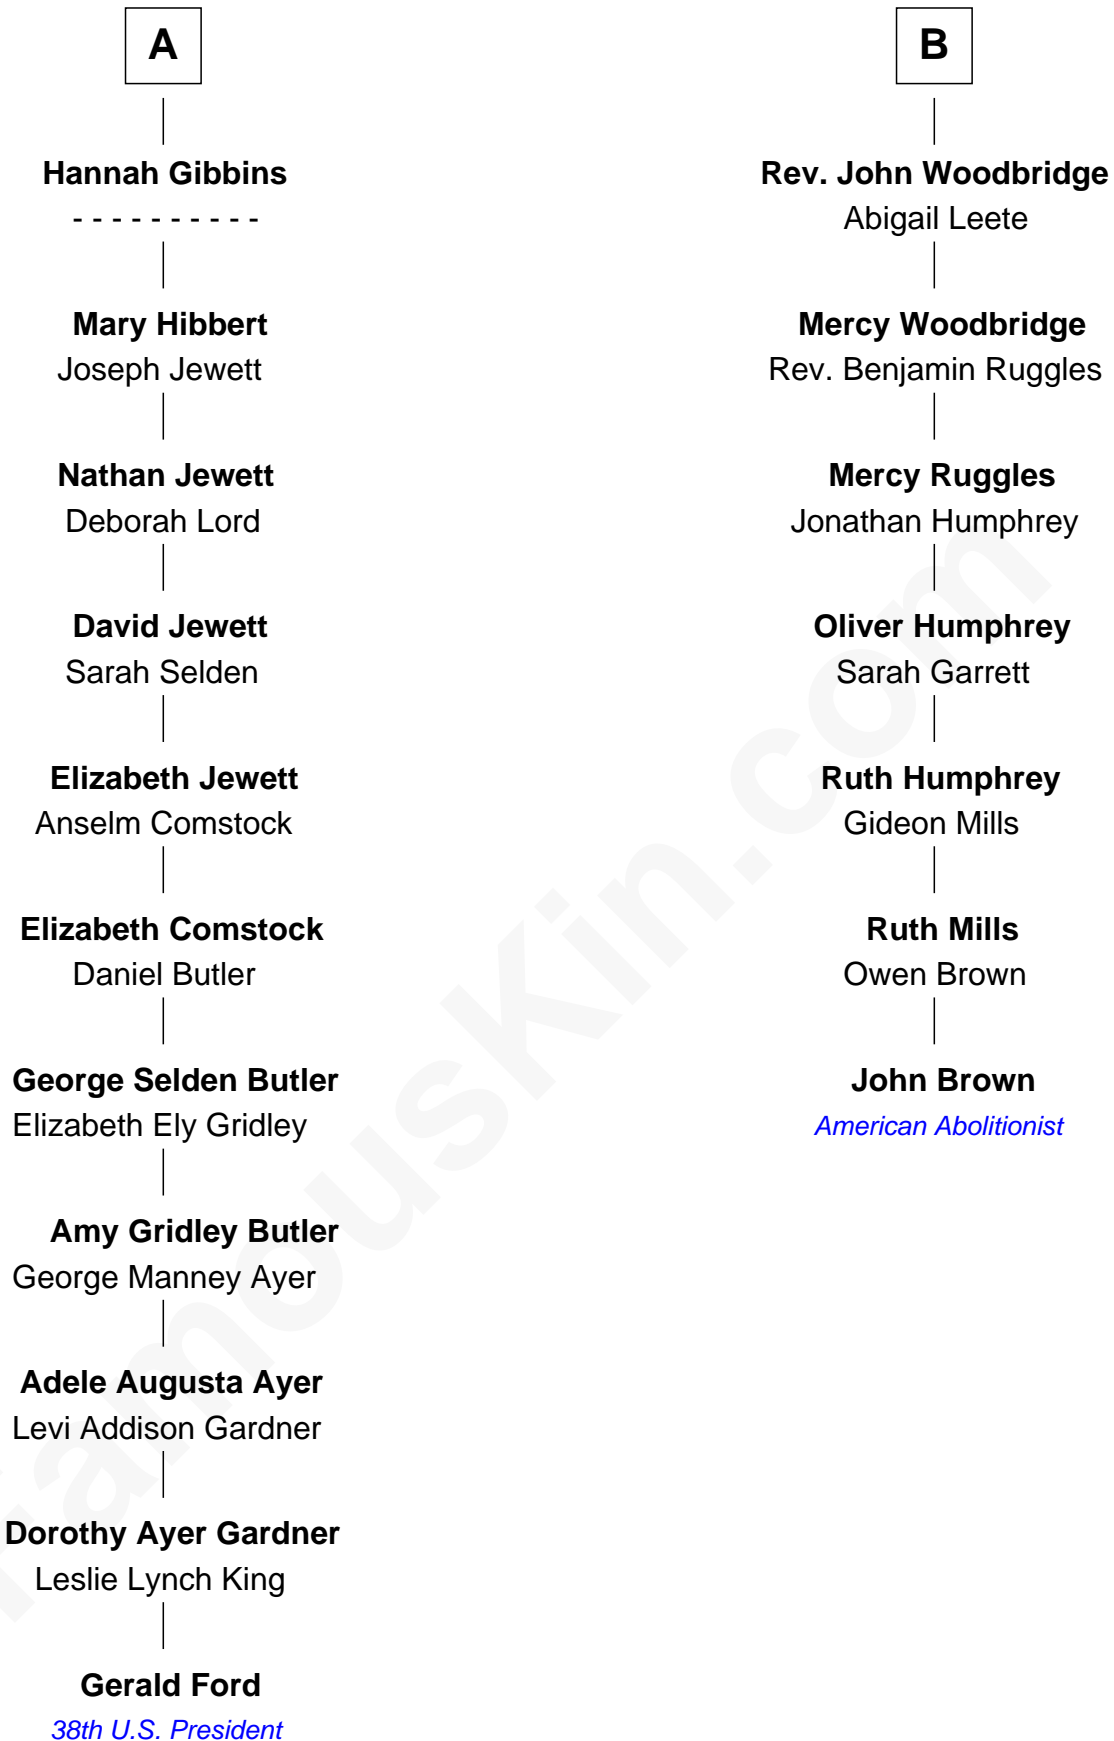 A
Hannah Gibbins
- - - - - - - - - -
Mary Hibbert
Joseph Jewett
Nathan Jewett
Deborah Lord
David Jewett
Sarah Selden
Elizabeth Jewett
Anselm Comstock
Elizabeth Comstock
Daniel Butler
George Selden Butler
Elizabeth Ely Gridley
Amy Gridley Butler
George Manney Ayer
Adele Augusta Ayer
Levi Addison Gardner
Dorothy Ayer Gardner
Leslie Lynch King
Gerald Ford
38th U.S. President
B
Rev. John Woodbridge
Abigail Leete
Mercy Woodbridge
Rev. Benjamin Ruggles
Mercy Ruggles
Jonathan Humphrey
Oliver Humphrey
Sarah Garrett
Ruth Humphrey
Gideon Mills
Ruth Mills
Owen Brown
John Brown
American Abolitionist
FamousKin.com